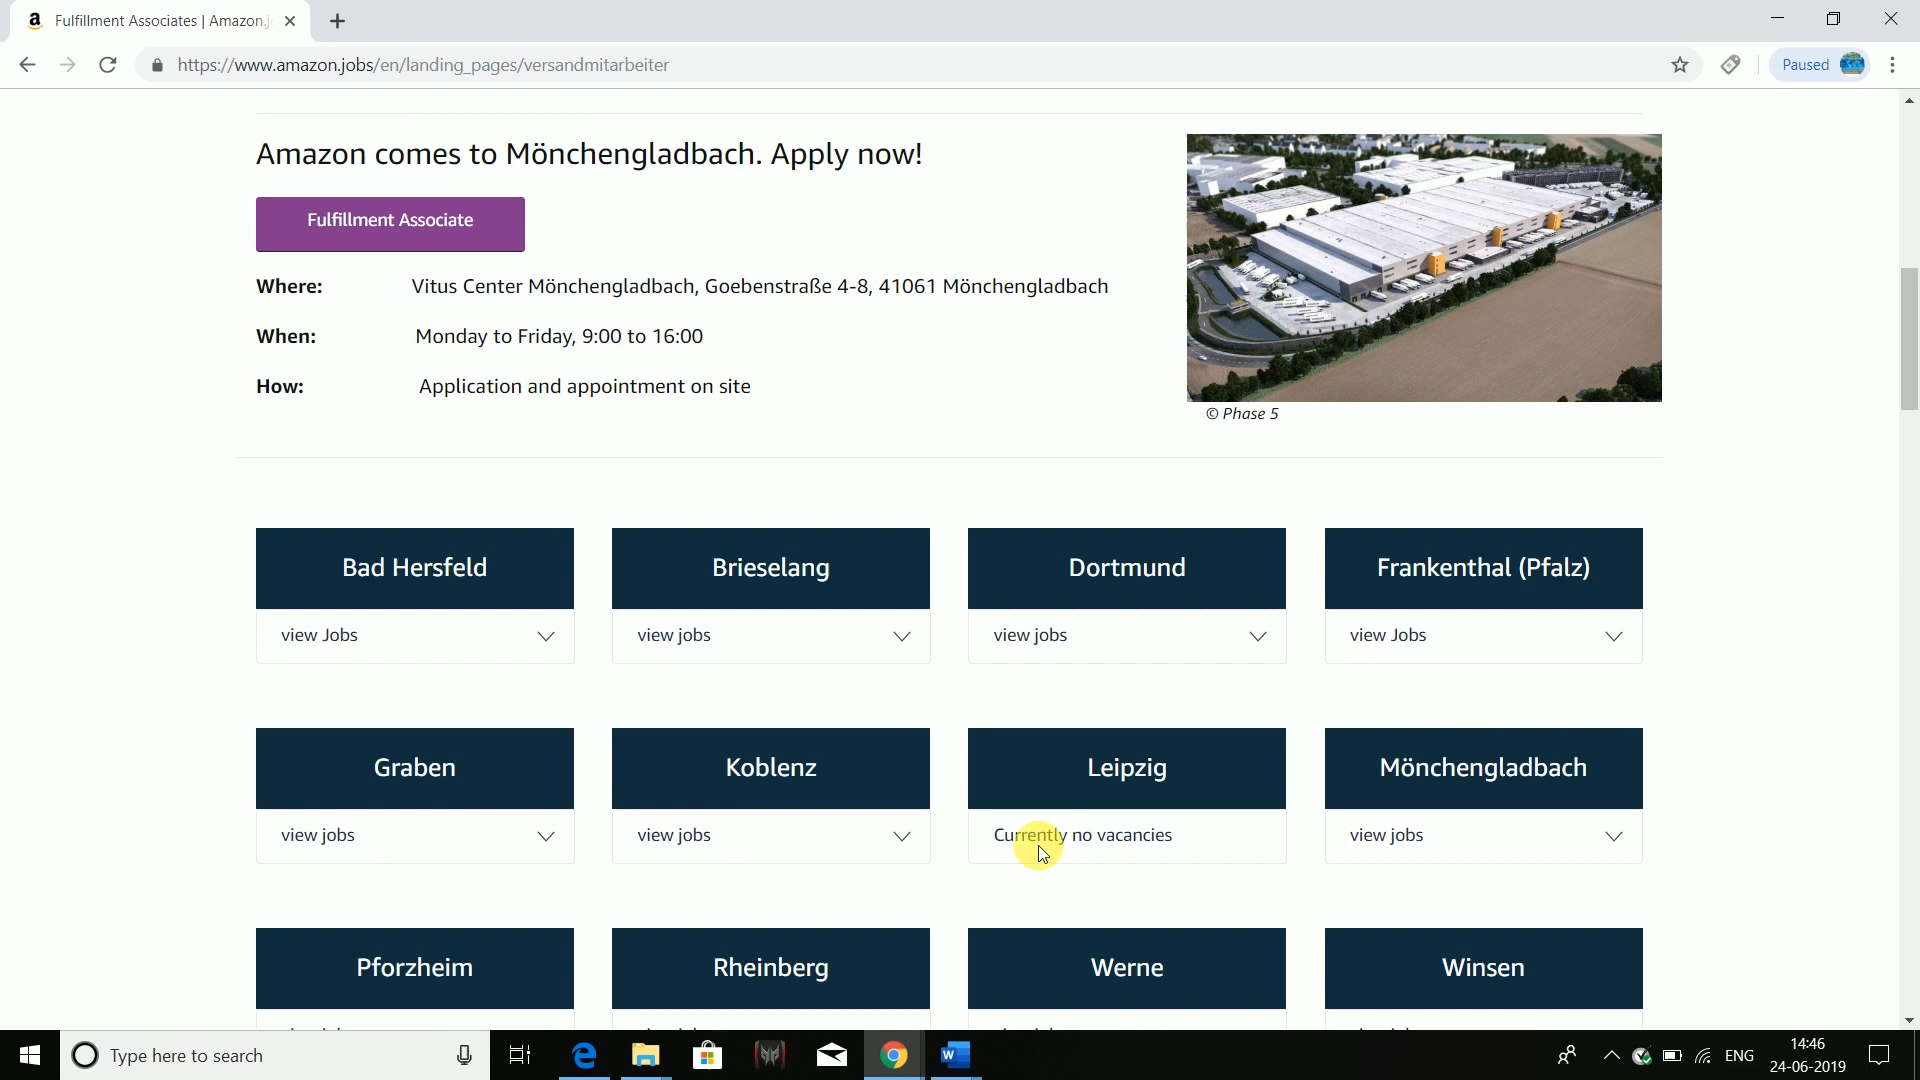 Fulfillment Associates | Amazon.j
https://www.amazon.jobs/en/landing_pages/versandmitarbeiter
Paused
Amazon comes to Mönchengladbach. Apply now!
Fulfillment Associate
Where: Vitus Center Mönchengladbach, Goebenstraße 4-8, 41061 Mönchengladbach
When: Monday to Friday, 9:00 to 16:00
How: Application and appointment on site
© Phase 5
Bad Hersfeld Brieselang Dortmund Frankenthal (Pfalz)
view Jobs view jobs view jobs view Jobs
Graben Koblenz Leipzig Mönchengladbach
view jobs view jobs Currently no vacancies view jobs
Pforzheim Rheinberg Werne Winsen
Type here to search
ENG
14:46
24-06-2019